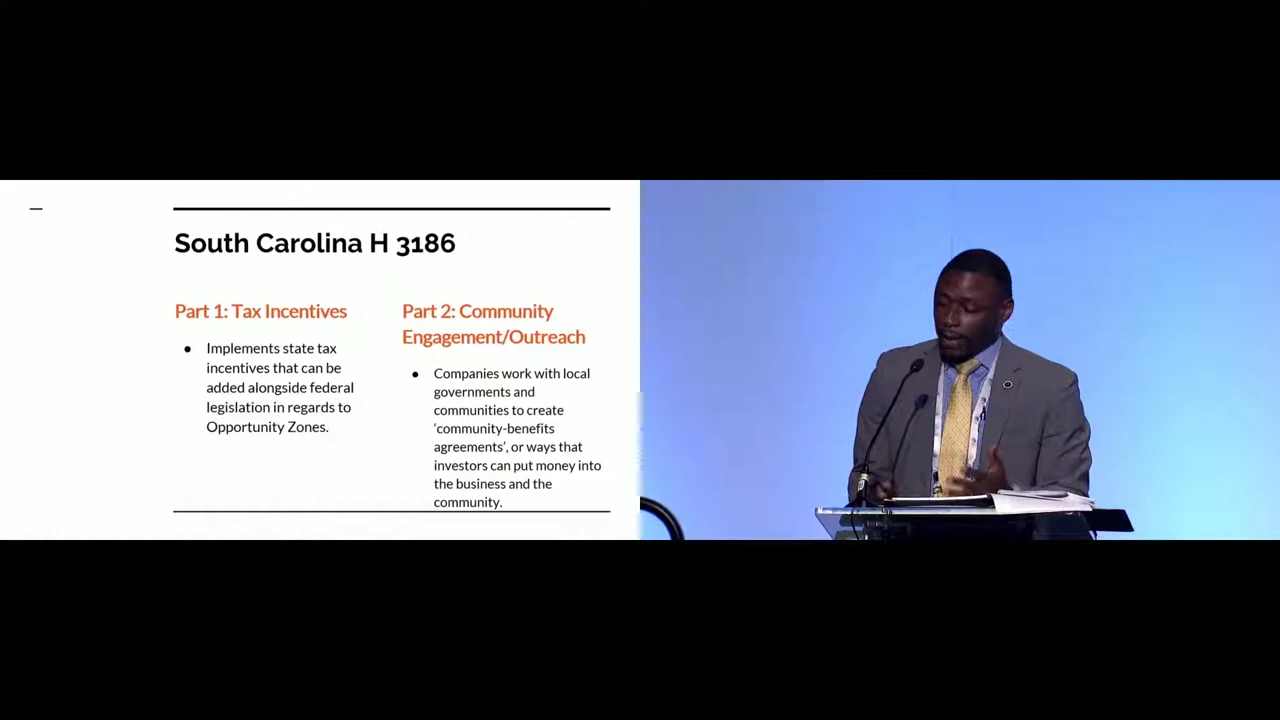 South Carolina H 3186
Part 1: Tax Incentives
● Implements state tax
incentives that can be
added alongside federal
legislation in regards to
Opportunity Zones.
Part 2: Community
Engagement/Outreach
● Companies work with local
governments and
communities to create
‘community-benefits
agreements’, or ways that
investors can put money into
the business and the
community.